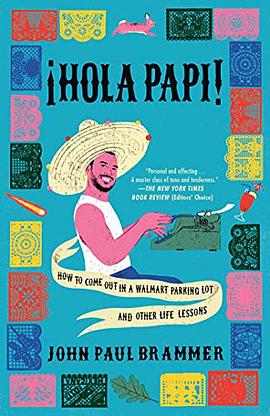 ¡HOLA PAPI!
"Personal and affecting . . .
A master class of tone and tenderness."
—THE NEW YORK TIMES
BOOK REVIEW (Editors' Choice)
HOW TO COME OUT IN A WALMART PARKING LOT
AND OTHER LIFE LESSONS
JOHN PAUL BRAMMER